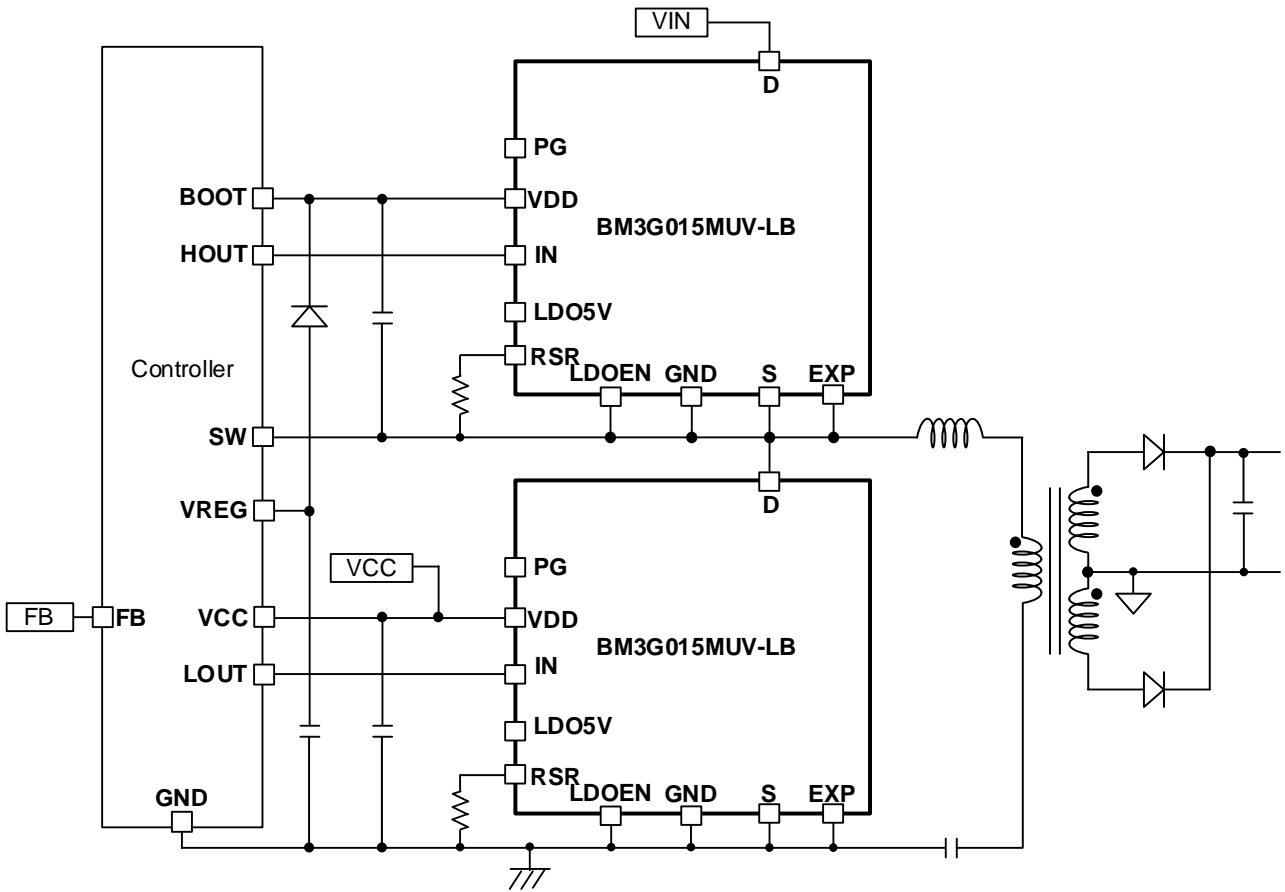 VIN
D
PG
BOOT
VDD
BM3G015MUV-LB
HOUT
IN
LDO5V
Controller
RSR
LDOEN
GND
S
EXP
SW
D
VREG
PG
VCC
FB
FB
VCC
VDD
BM3G015MUV-LB
LOUT
IN
LDO5V
RSR
LDOEN
GND
S
EXP
GND